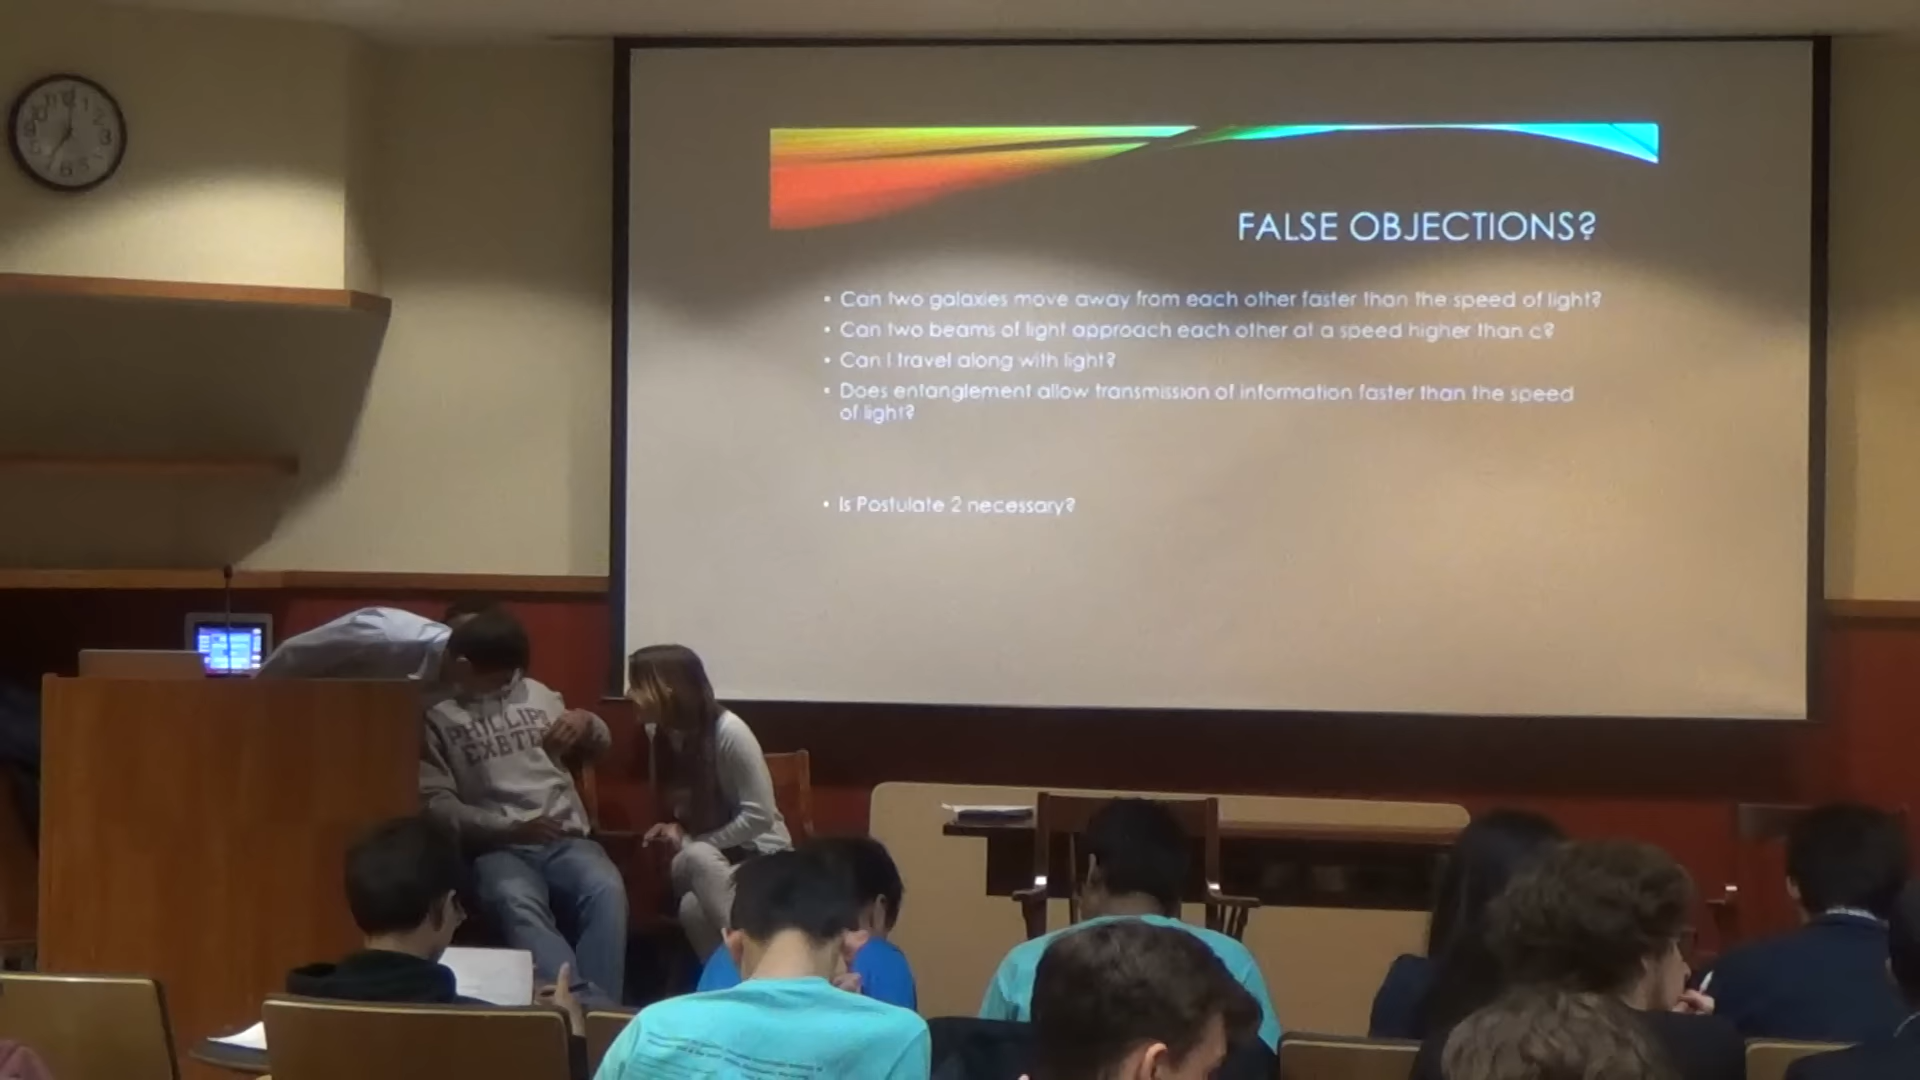 FALSE OBJECTIONS?
• Can two galaxies move away from each other faster than the speed of light?
• Can two beams of light approach each other at a speed higher than c?
• Can I travel along with light?
• Does entanglement allow transmission of information faster than the speed
of light?
• Is Postulate 2 necessary?
PHILLIPS
EXETER